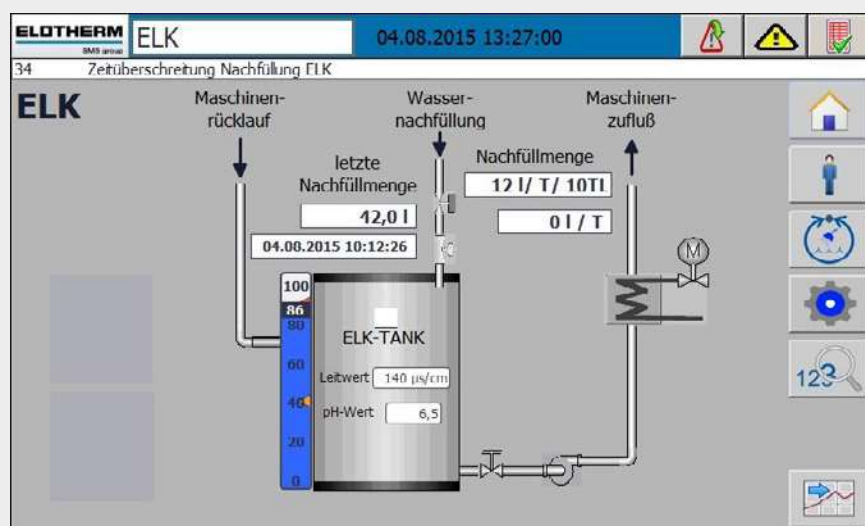 ELOTHERM
SMS group
ELK
04.08.2015 13:27:00
34 Zeitüberschreitung Nachfüllung ELK
ELK
Maschinen-
rücklauf
Wasser-
nachfüllung
Maschinen-
zufluß
letzte
Nachfüllmenge
42,0 l
04.08.2015 10:12:26
Nachfüllmenge
12 l/ T/ 10TL
0 l / T
M
100
86
80
60
40
20
0
ELK-TANK
Leitwert 140 µs/cm
pH-Wert 6,5
123